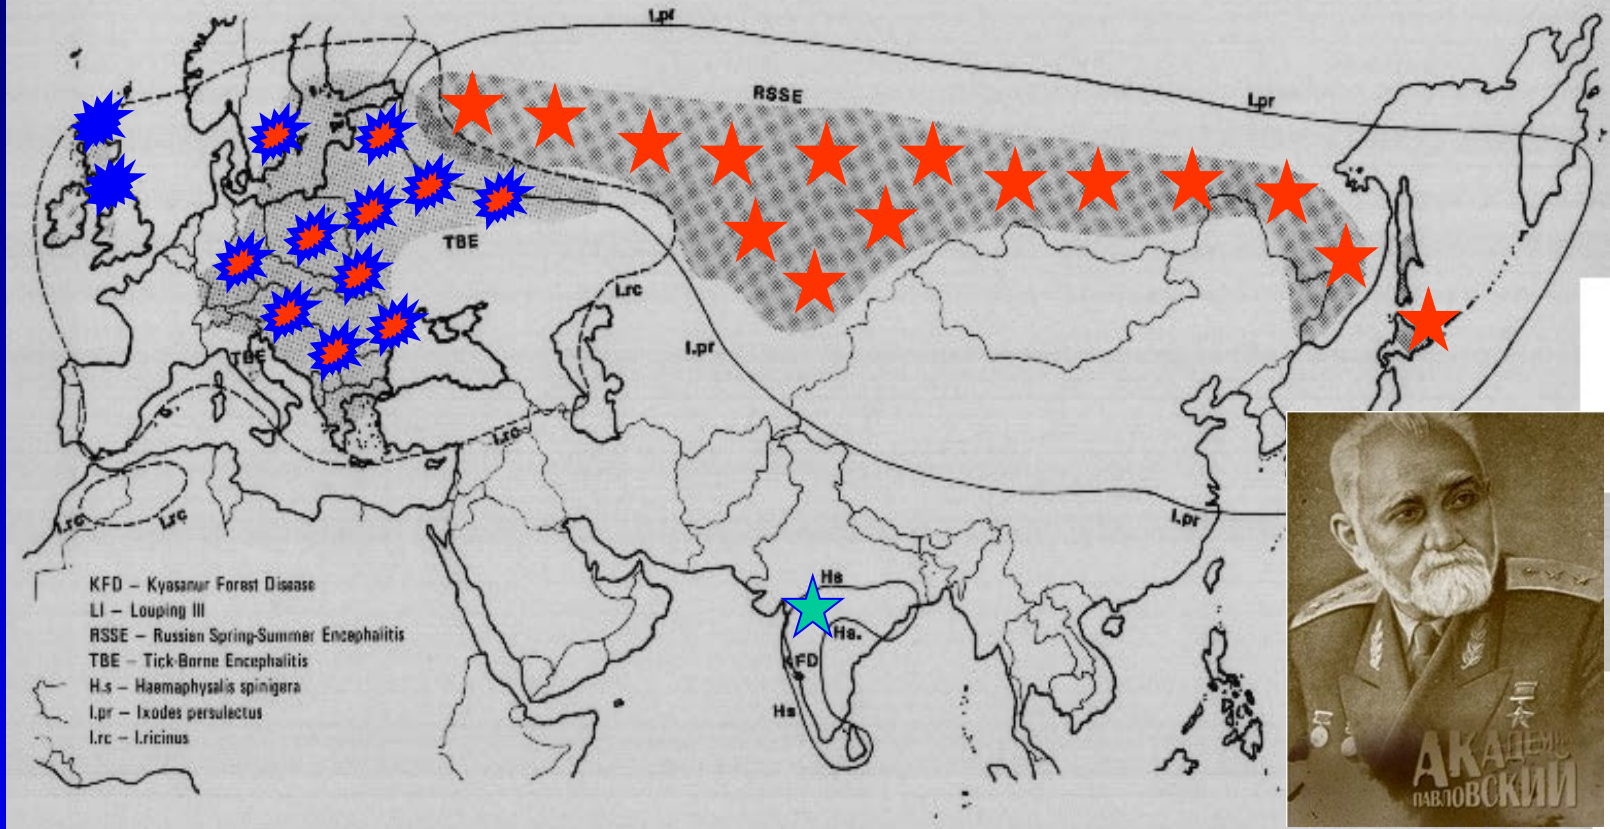 I.pr
RSSE
I.pr
TBE
I.rc
I.pr
TBE
I.rc
I.rc
I.rc
I.pr
Hs
Hs.
KFD
Hs
KFD – Kyasanur Forest Disease
LI – Louping Ill
RSSE – Russian Spring-Summer Encephalitis
TBE – Tick-Borne Encephalitis
H.s – Haemaphysalis spinigera
I.pr – Ixodes persulactus
I.rc – I.ricinus
АКАДЕМИК
ПАВЛОВСКИЙ